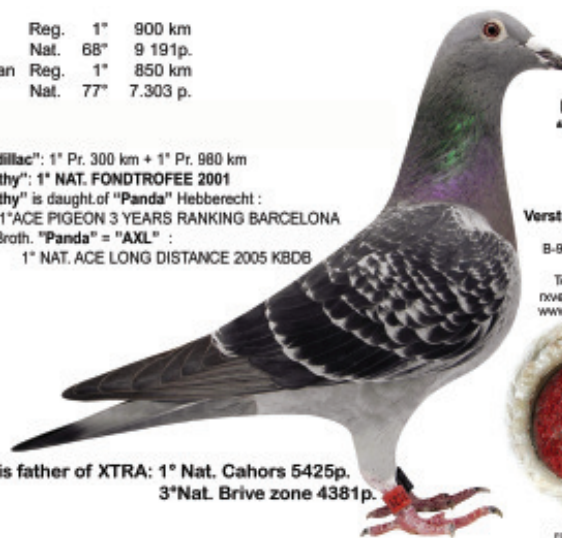 Reg. 1° 900 km
Nat. 68° 9 191p.
an Reg. 1° 850 km
Nat. 77° 7.303 p.
dillac": 1° Pr. 300 km + 1° Pr. 980 km
thy": 1° NAT. FONDTROFEE 2001
thy" is daught.of "Panda" Hebberecht :
1°ACE PIGEON 3 YEARS RANKING BARCELONA
Broth. "Panda" = "AXL" :
1° NAT. ACE LONG DISTANCE 2005 KBDB
Verst
B-9
www
is father of XTRA: 1° Nat. Cahors 5425p.
3°Nat. Brive zone 4381p.